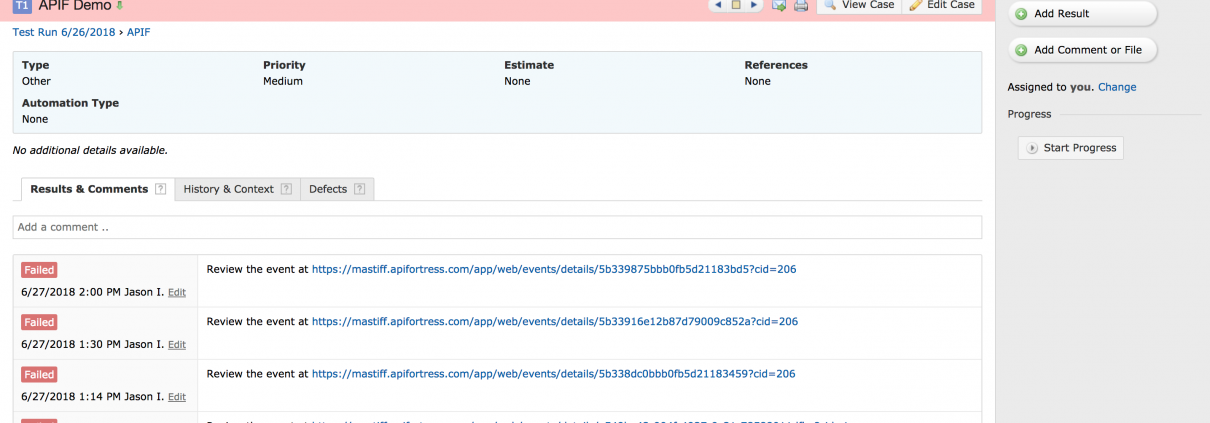 T1 APIF Demo
View Case
Edit Case
Test Run 6/26/2018 › APIF
Type Priority Estimate References
Other Medium None None
Automation Type
None
No additional details available.
Results & Comments ? History & Context ? Defects ?
Add a comment ..
Failed
Review the event at https://mastiff.apifortress.com/app/web/events/details/5b339875bbb0fb5d21183bd5?cid=206
6/27/2018 2:00 PM Jason I. Edit
Failed
Review the event at https://mastiff.apifortress.com/app/web/events/details/5b33916e12b87d79009c852a?cid=206
6/27/2018 1:30 PM Jason I. Edit
Failed
Review the event at https://mastiff.apifortress.com/app/web/events/details/5b338dc0bbb0fb5d21183459?cid=206
6/27/2018 1:14 PM Jason I. Edit
Add Result
Add Comment or File
Assigned to you. Change
Progress
Start Progress